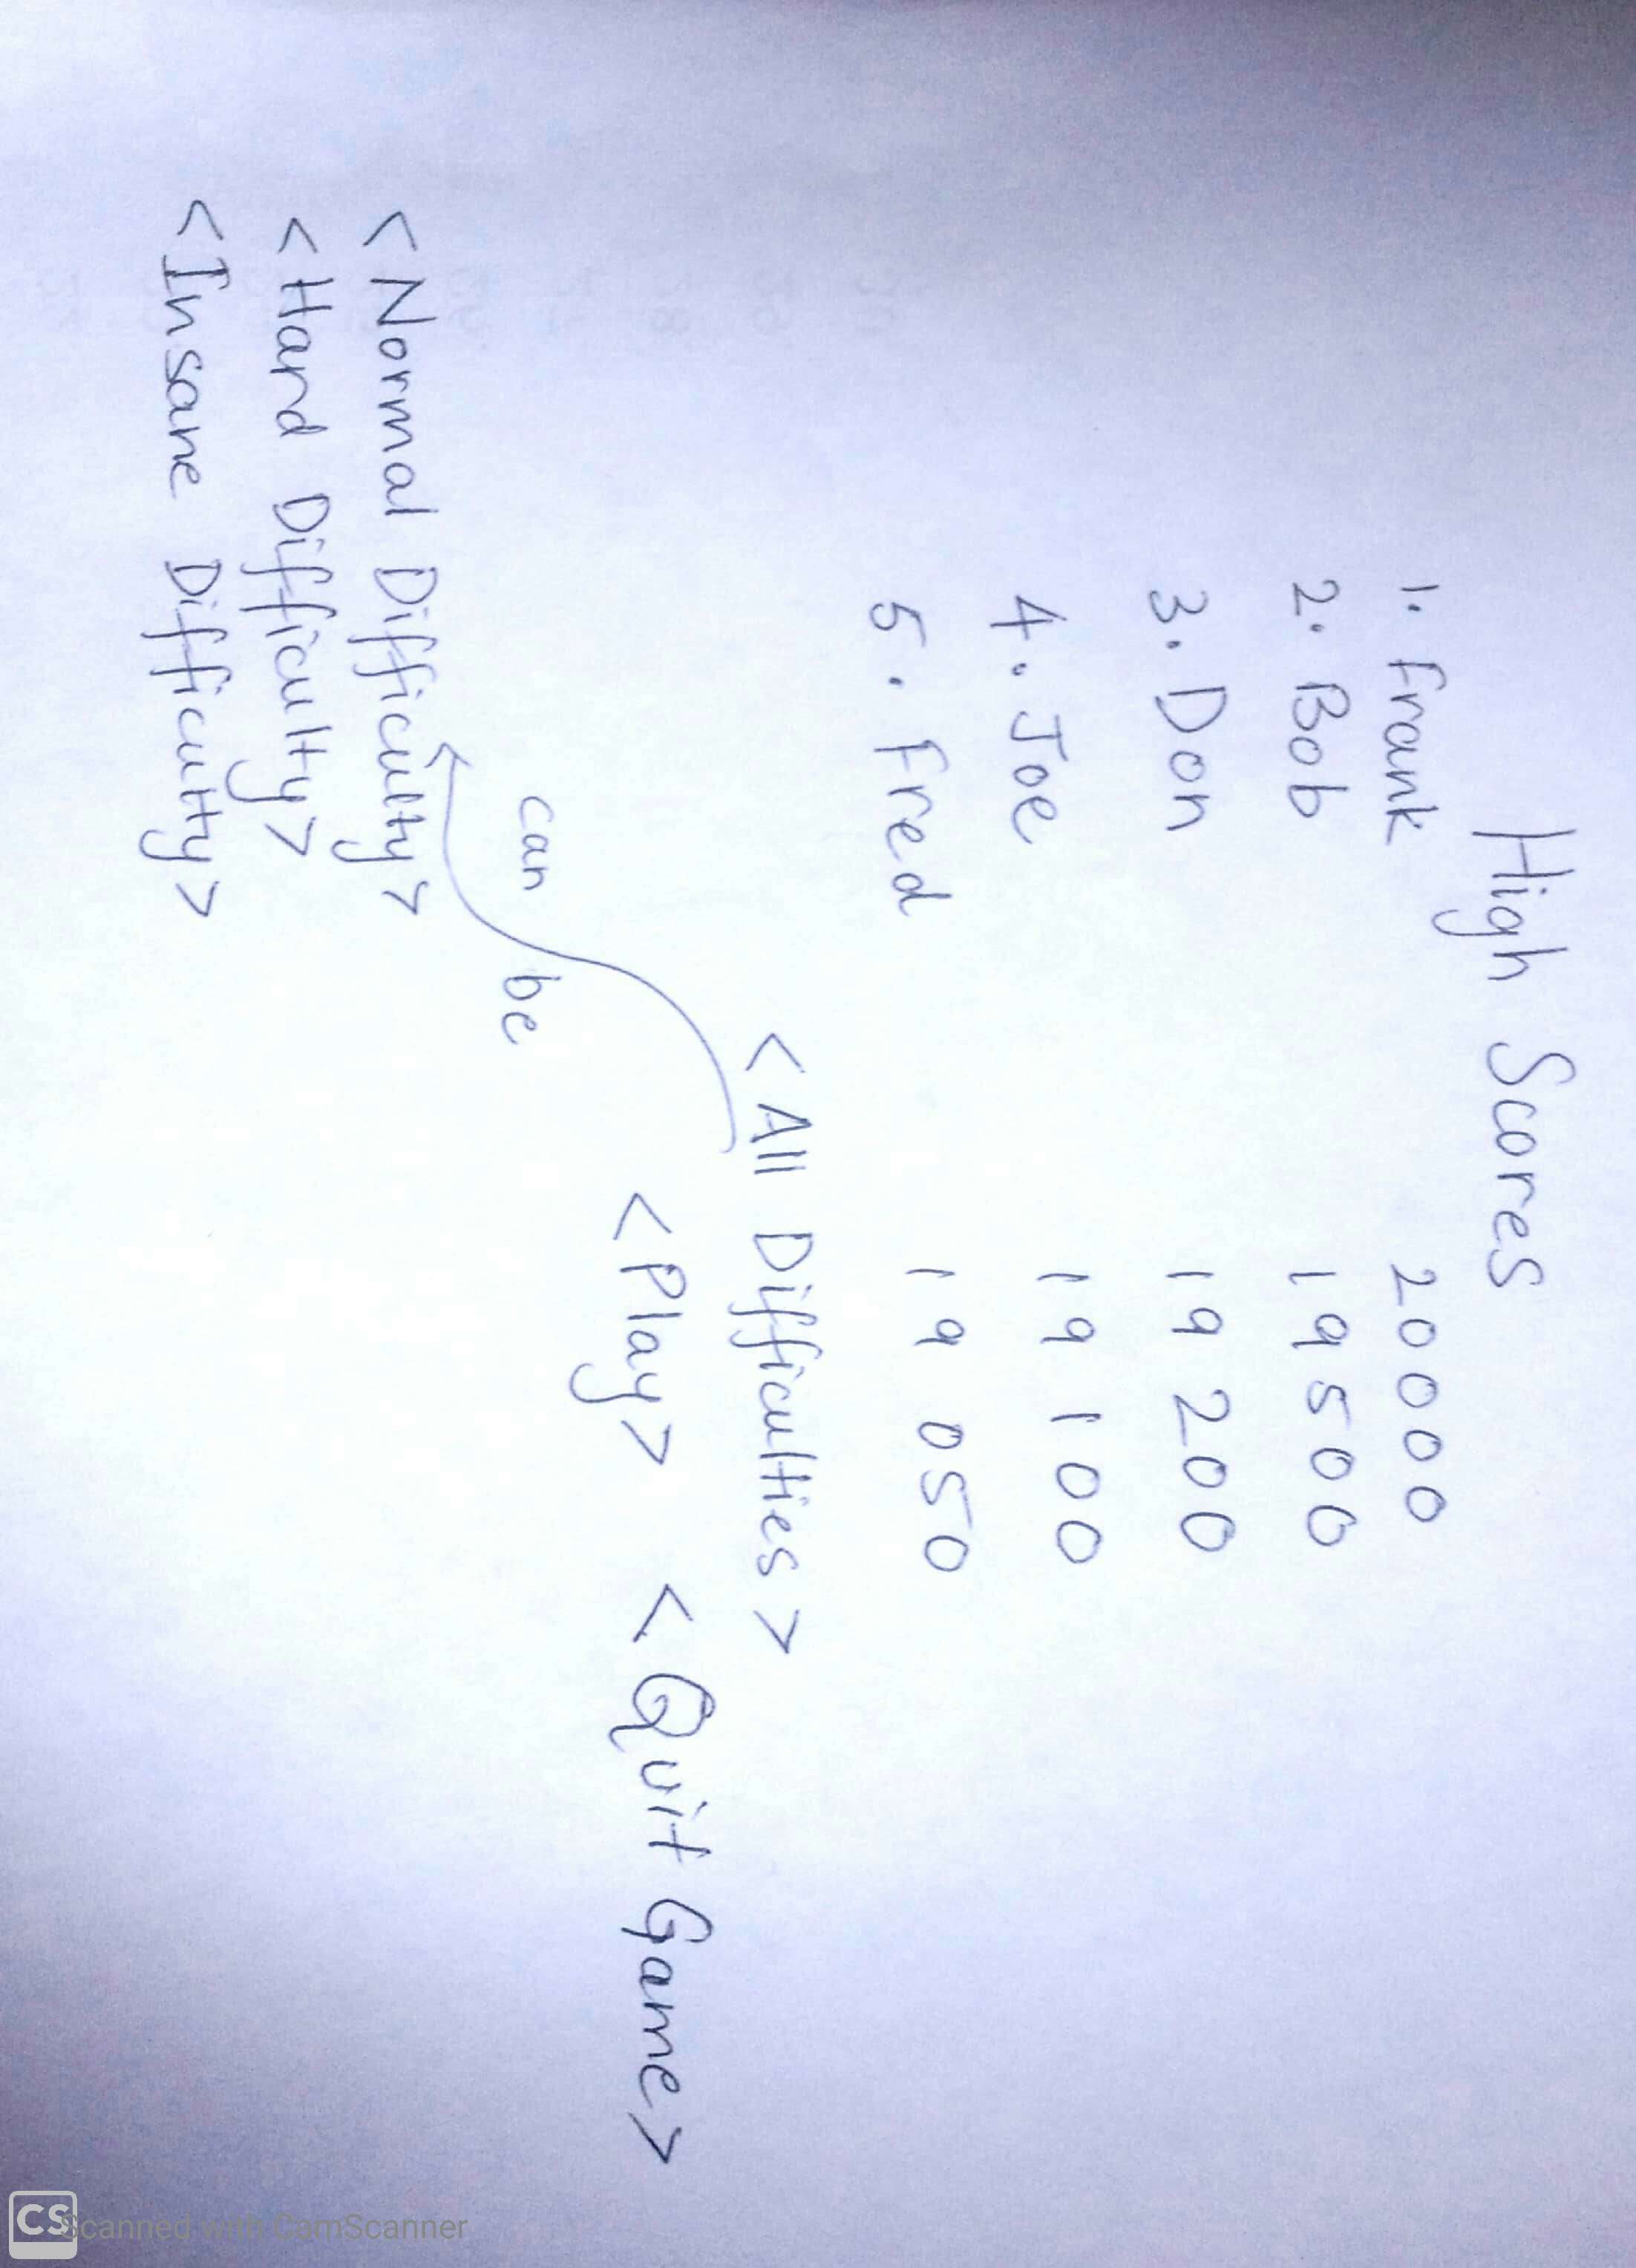 High Scores
1. Frank 20000
2. Bob 19500
3. Don 19 200
4. Joe 19 100
5. Fred 19 050
< All Difficulties >
<Play> < Quit Game>
can be
<Normal Difficulty>
<Hard Difficulty>
<Insane Difficulty>
Scanned with CamScanner
CS